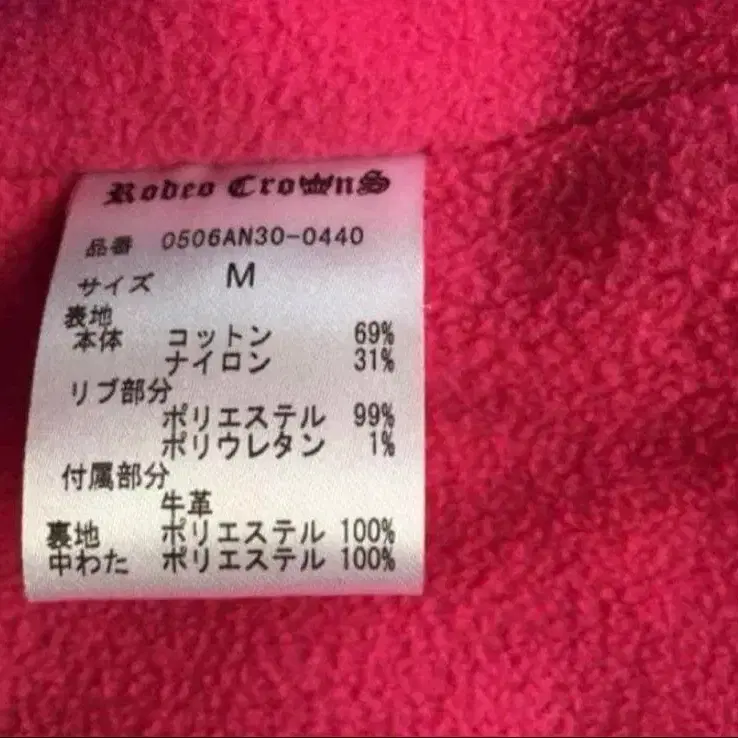 Rodeo CroWnS
品番 0506AN30-0440
サイズ M
表地
本体 コットン 69%
ナイロン 31%
リブ部分
ポリエステル 99%
ポリウレタン 1%
付属部分
牛革
裏地 ポリエステル 100%
中わた ポリエステル 100%